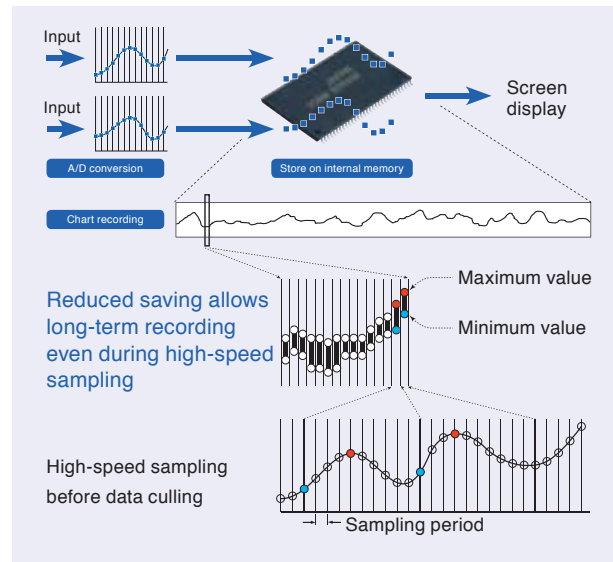 Input
Input
Screen
display
A/D conversion
Store on internal memory
Chart recording
Maximum value
Reduced saving allows
long-term recording
even during high-speed
sampling
Minimum value
High-speed sampling
before data culling
Sampling period